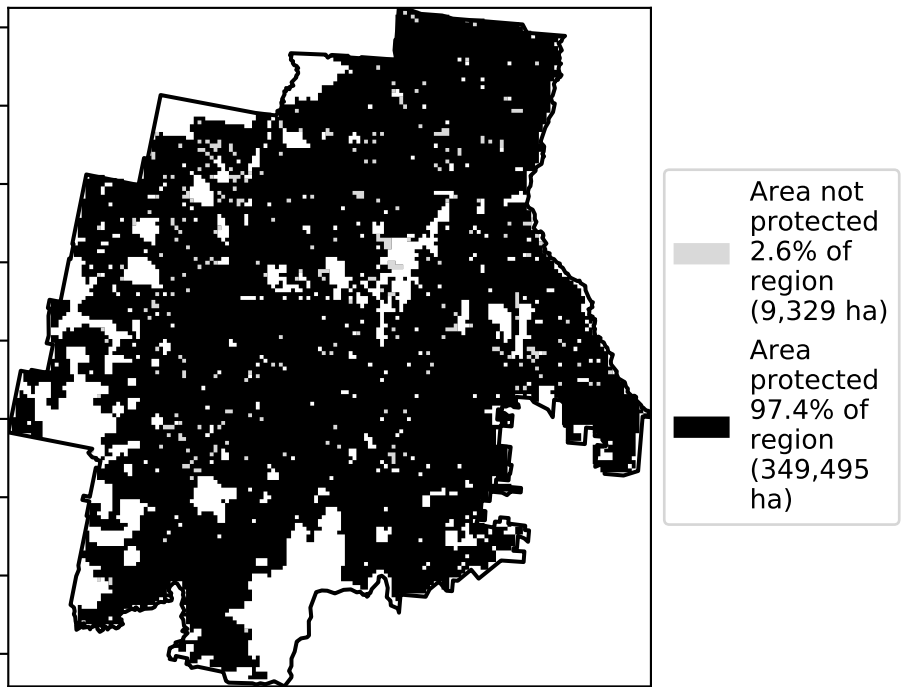 Area not
protected
2.6% of
region
(9,329 ha)
Area
protected
97.4% of
region
(349,495
ha)